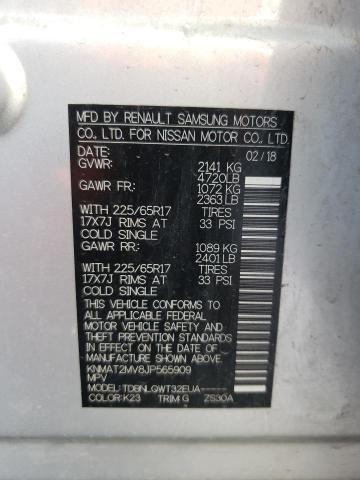 MFD BY RENAULT SAMSUNG MOTORS
CO., LTD. FOR NISSAN MOTOR CO., LTD.
DATE: 02/18
GVWR: 2141 KG
4720LB
GAWR FR: 1072 KG
2363 LB
WITH 225/65R17 TIRES
17X7J RIMS AT 33 PSI
COLD SINGLE
GAWR RR: 1089 KG
2401 LB
WITH 225/65R17 TIRES
17X7J RIMS AT 33 PSI
COLD SINGLE
THIS VEHICLE CONFORMS TO
ALL APPLICABLE FEDERAL
MOTOR VEHICLE SAFETY AND
THEFT PREVENTION STANDARDS
IN EFFECT ON THE DATE OF
MANUFACTURE SHOWN ABOVE.
KNMAT2MV8JP565909
MPV
MODEL: TDBNLQWT32EUA-----
COLOR: K23 TRIM: G ZS30A